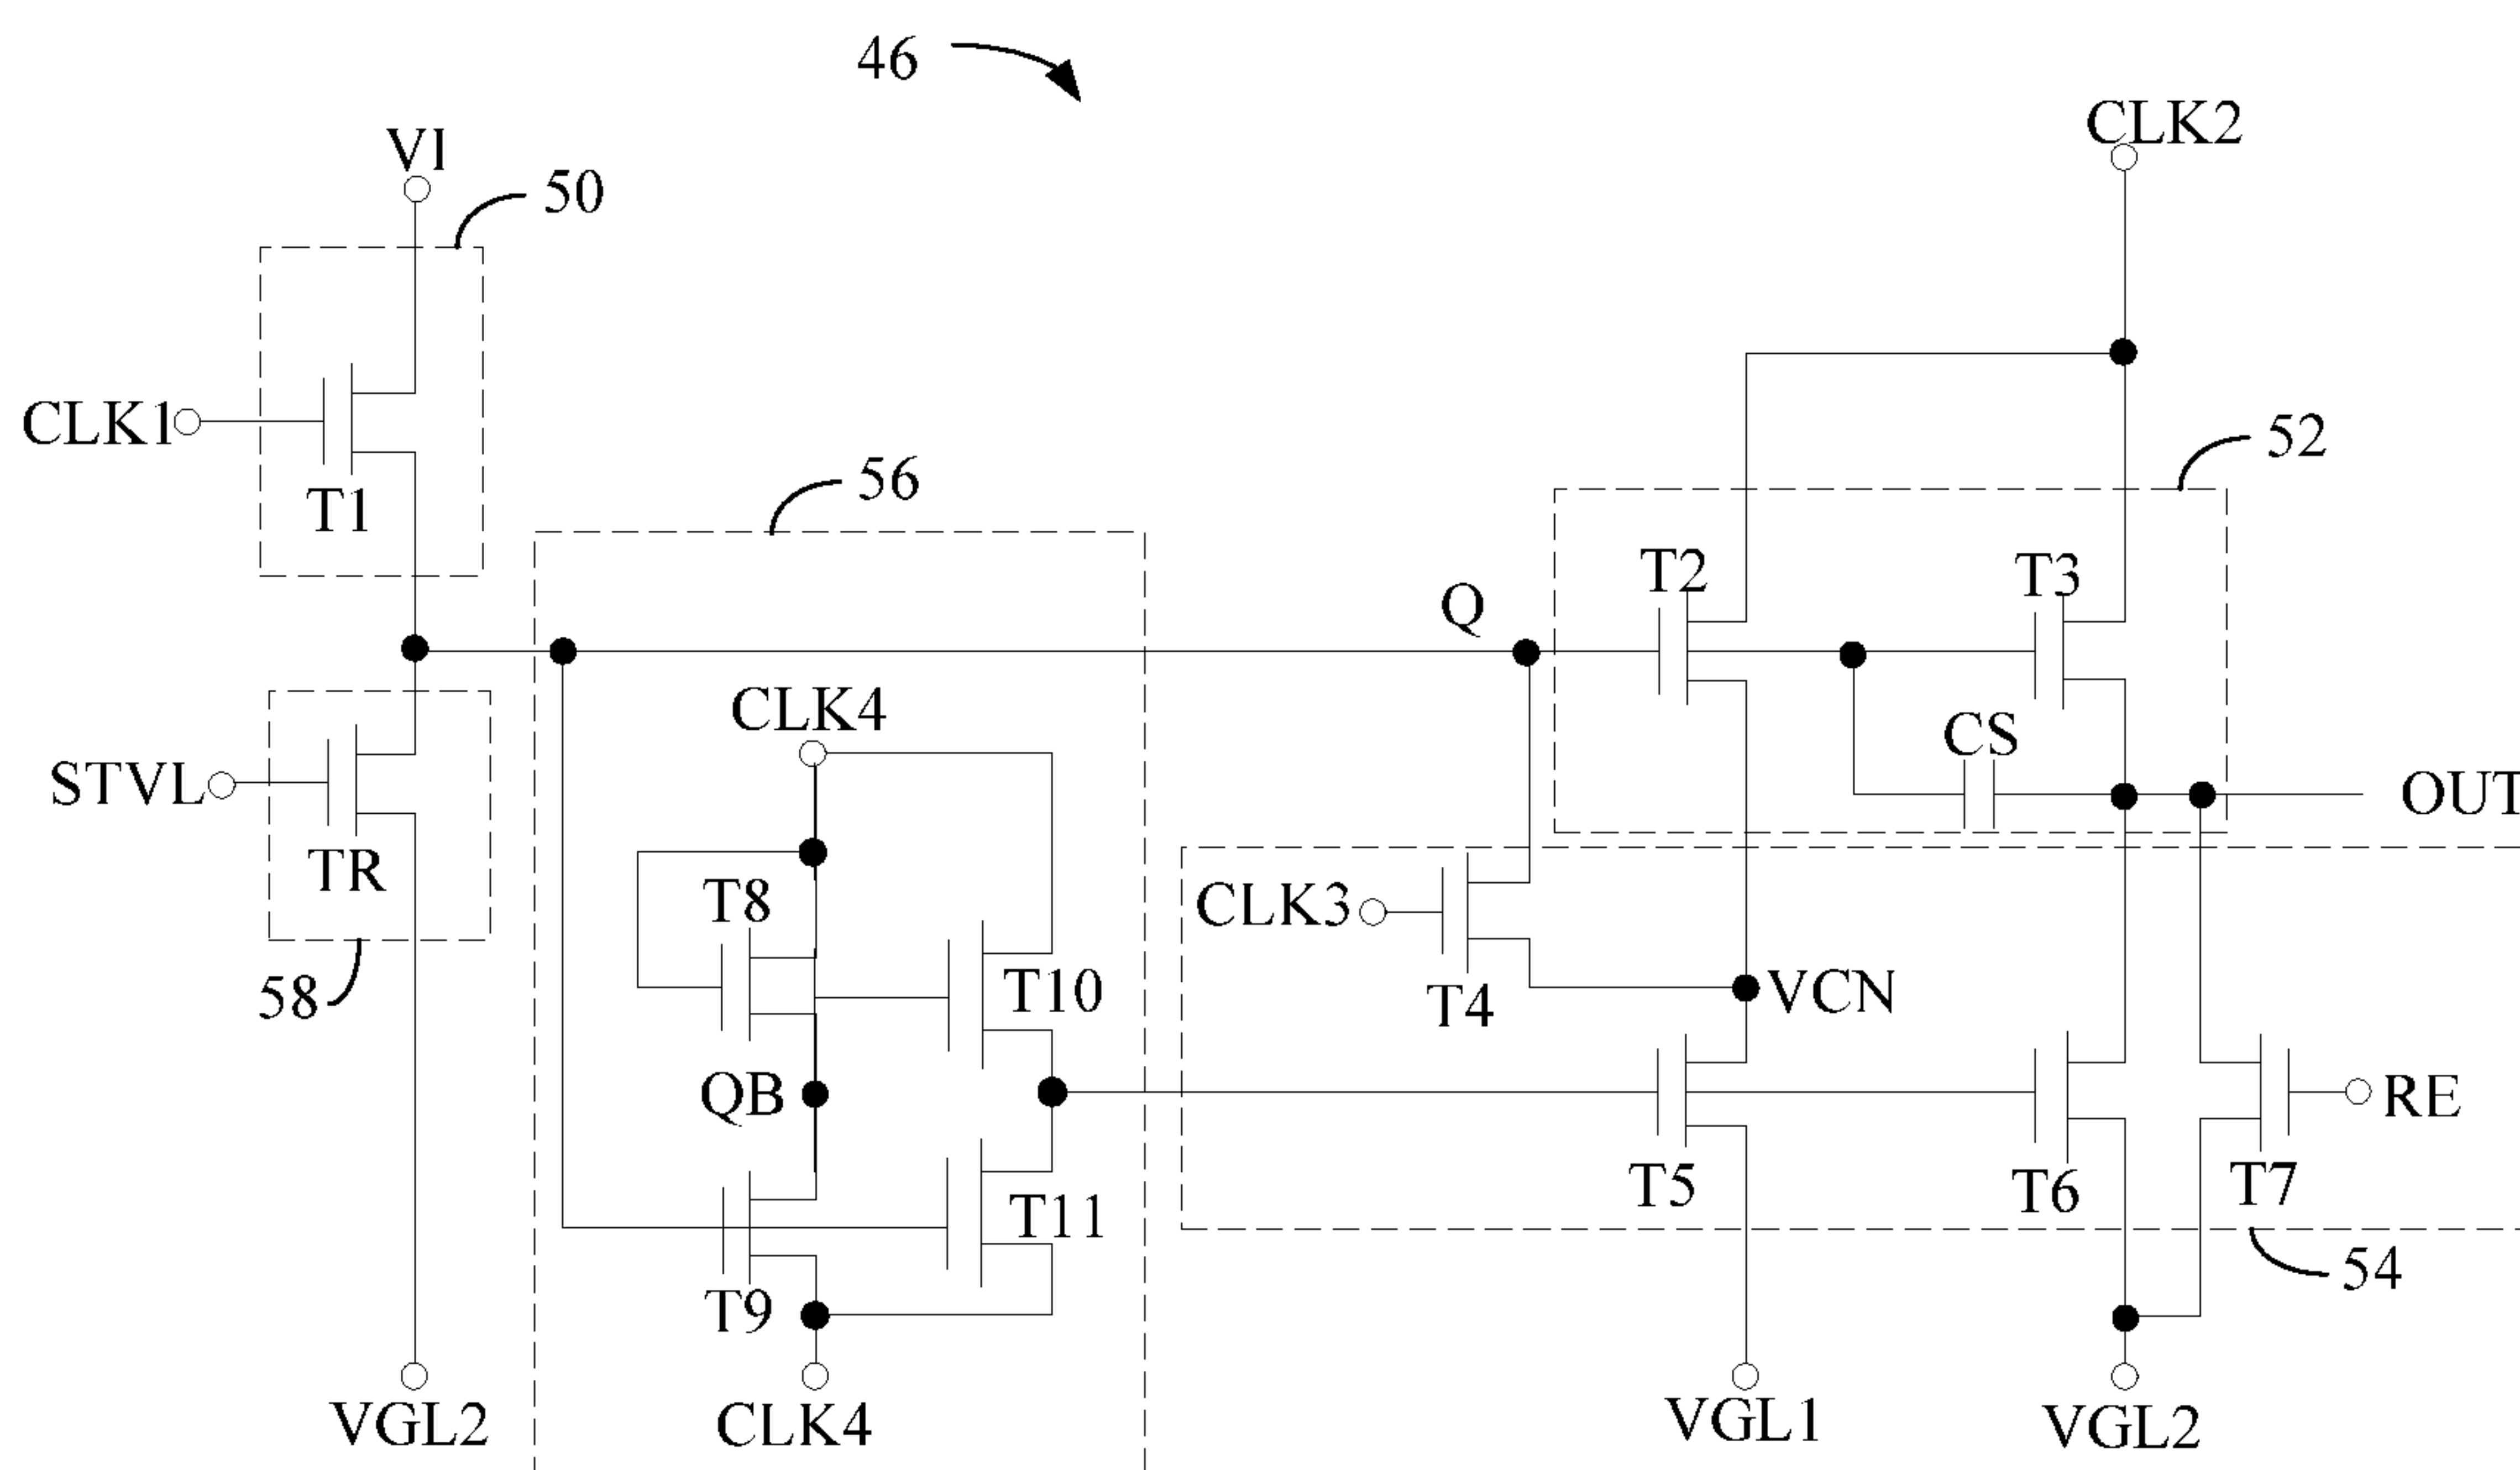 46
CLK2
VI
50
CLK1
52
T1
56
T2
T3
Q
CLK4
CS
STVL
OUT
TR
T8
CLK3
58
T10
T4
VCN
QB
RE
T5
T6
T7
T11
T9
54
VGL2
CLK4
VGL1
VGL2